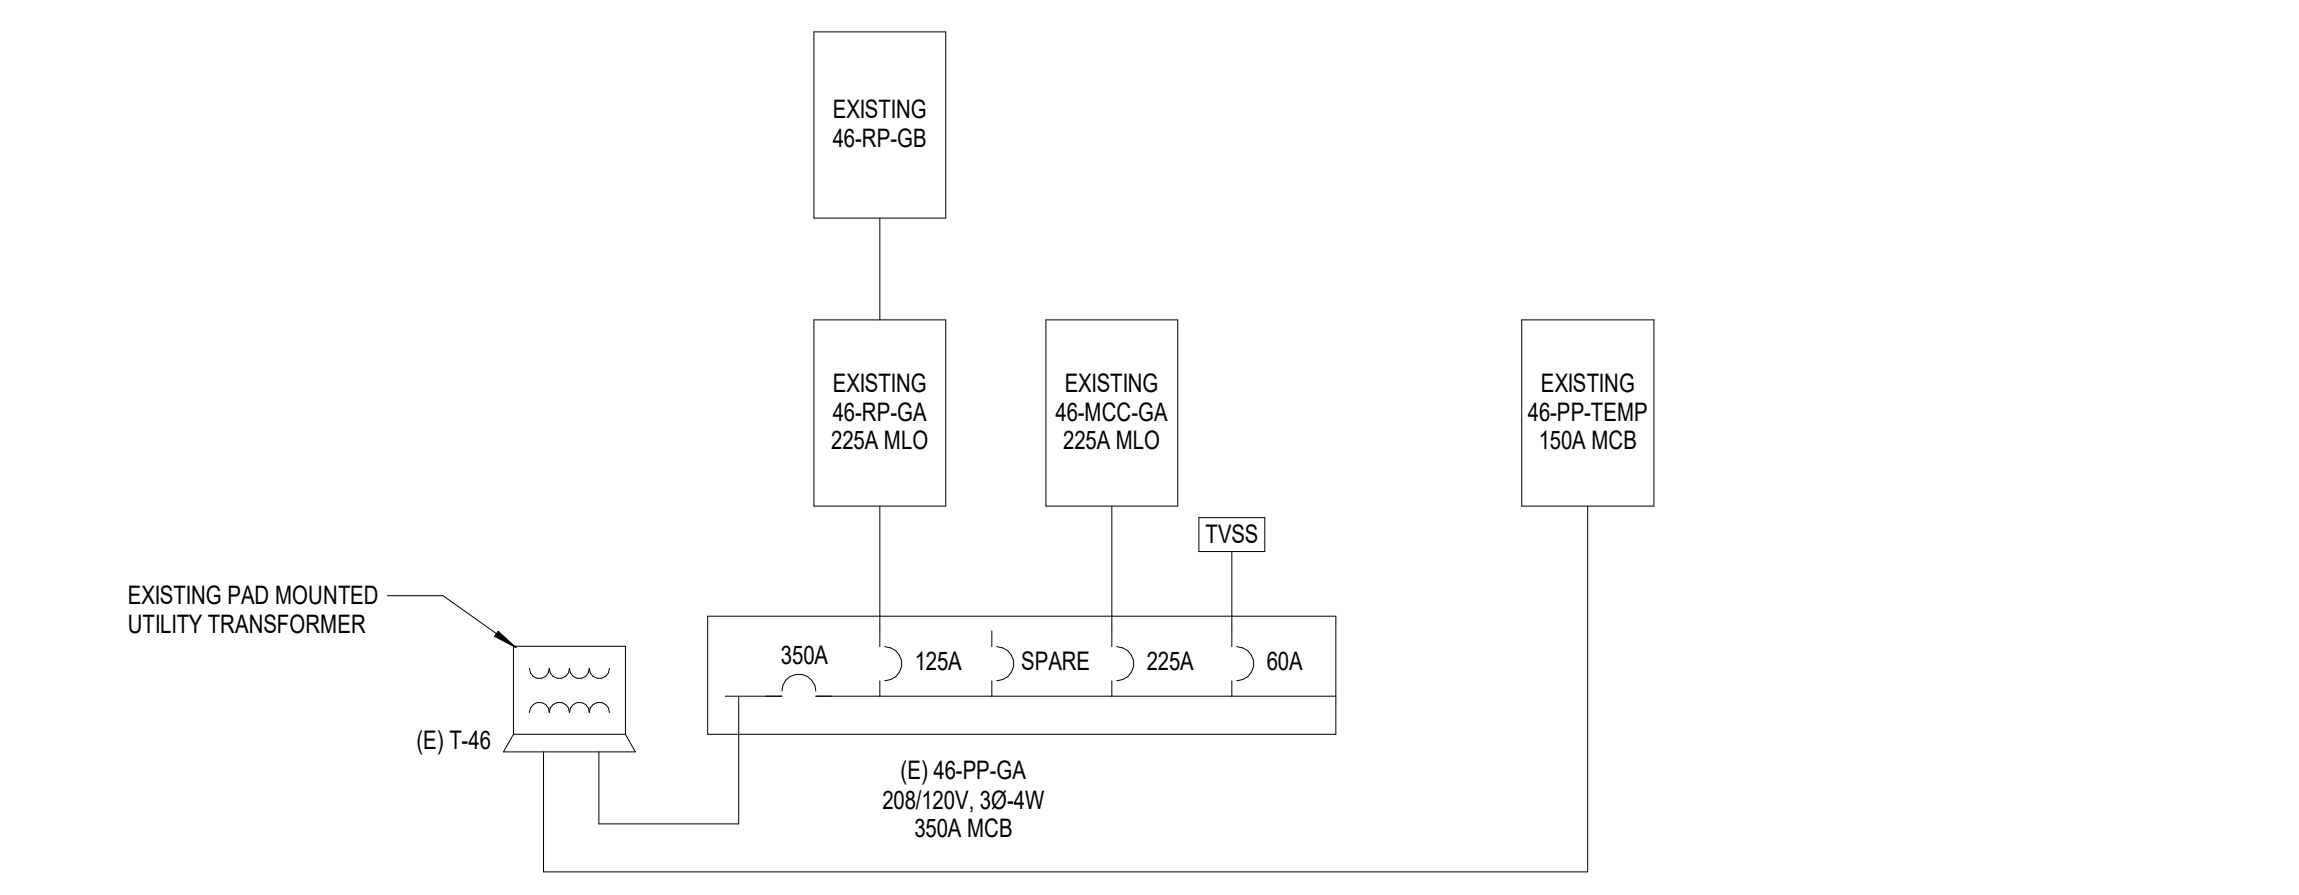 EXISTING
46-RP-GB
EXISTING
46-RP-GA
225A MLO
EXISTING
46-MCC-GA
225A MLO
EXISTING
46-PP-TEMP
150A MCB
TVSS
EXISTING PAD MOUNTED
UTILITY TRANSFORMER
350A
125A
SPARE
225A
60A
(E) T-46
(E) 46-PP-GA
208/120V, 3Ø-4W
350A MCB